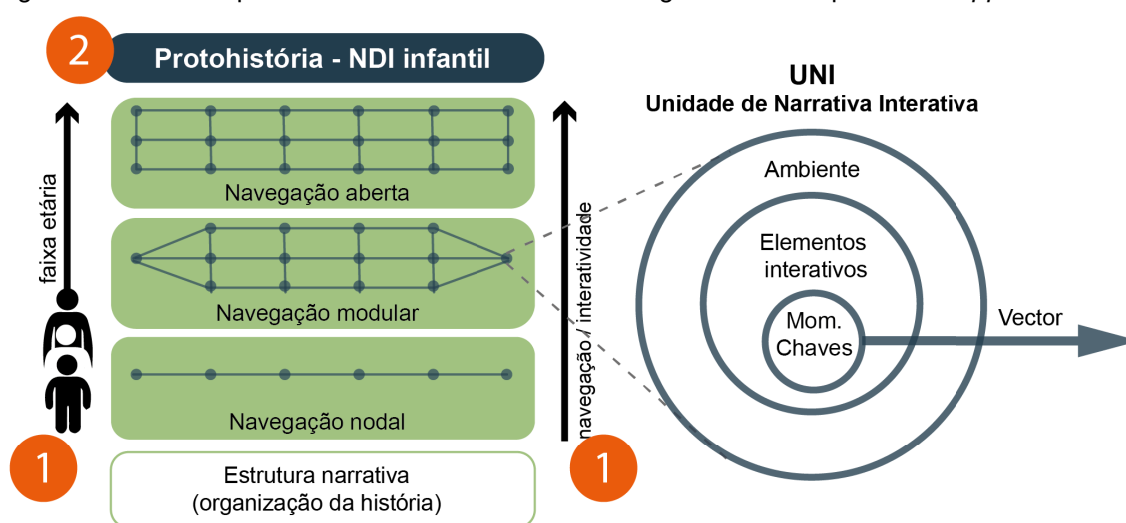 2
Protohistória - NDI infantil
Navegação aberta
Navegação modular
Navegação nodal
Estrutura narrativa
(organização da história)
faixa etária
1
navegação / interatividade
1
UNI
Unidade de Narrativa Interativa
Ambiente
Elementos
interativos
Mom.
Chaves
Vector